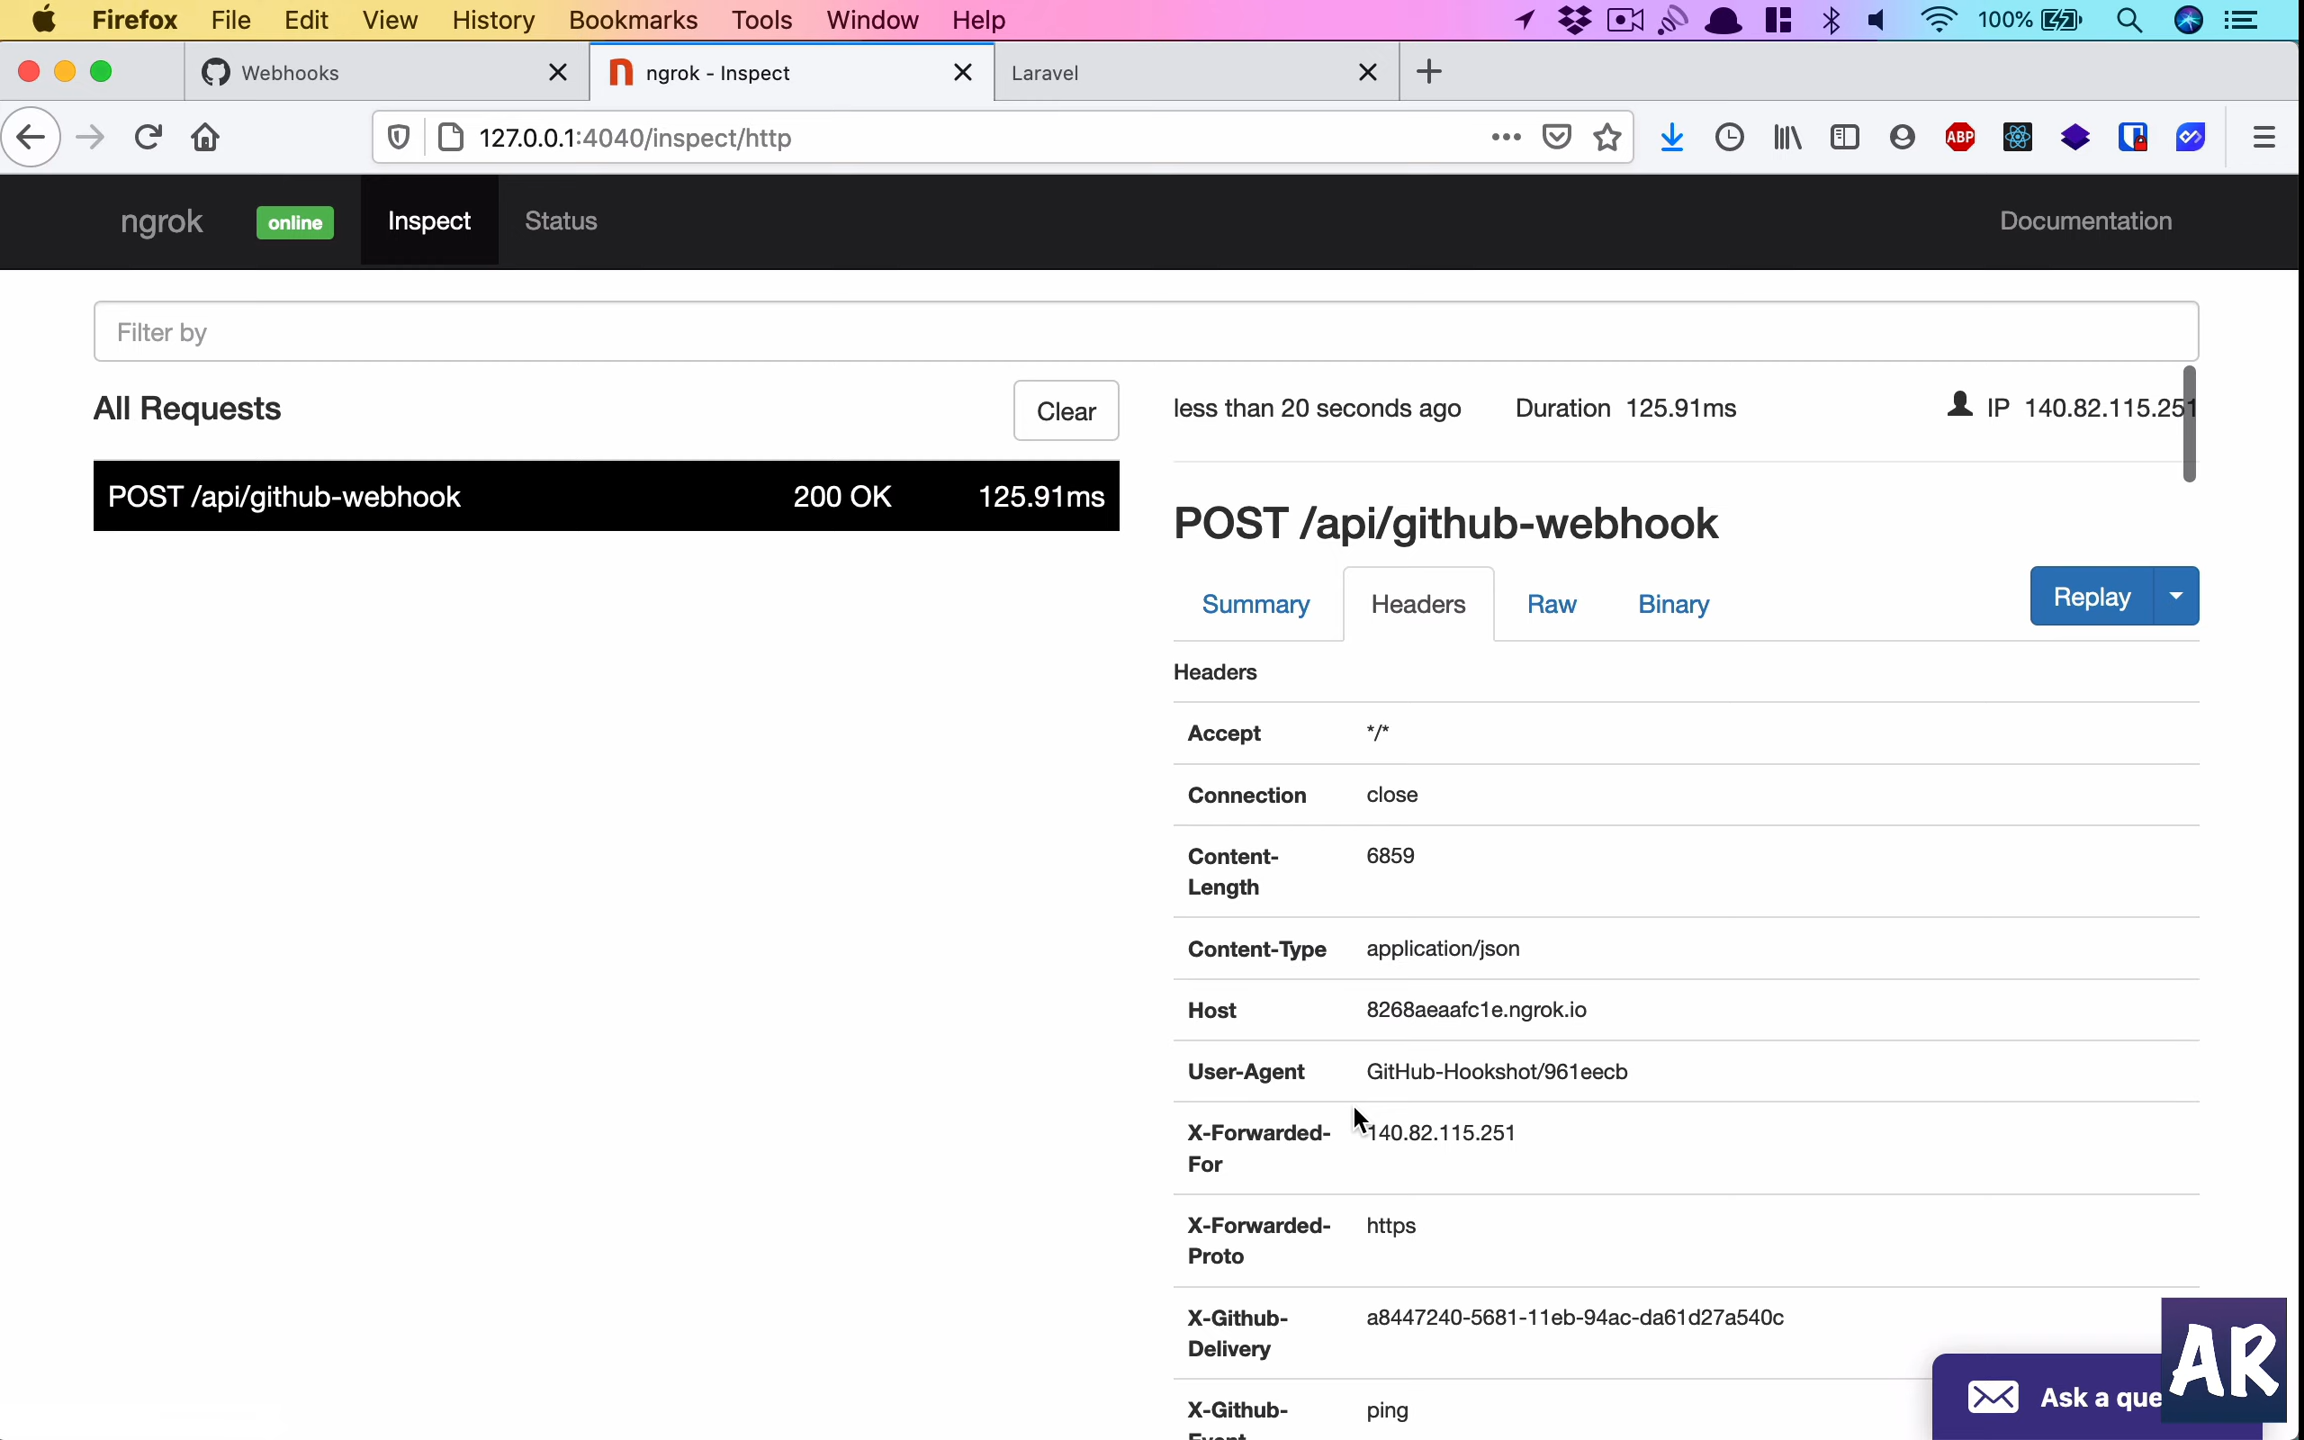 Firefox File Edit View History Bookmarks Tools Window Help 100%
Webhooks
ngrok - Inspect
Laravel
127.0.0.1:4040/inspect/http
ABP
ngrok online Inspect Status Documentation
Filter by
All Requests
Clear
less than 20 seconds ago Duration 125.91ms IP 140.82.115.251
POST /api/github-webhook 200 OK 125.91ms
POST /api/github-webhook
Summary Headers Raw Binary
Replay
Headers
Accept */*
Connection close
Content-
Length
6859
Content-Type application/json
Host 8268aeaafc1e.ngrok.io
User-Agent GitHub-Hookshot/961eecb
X-Forwarded-
For
140.82.115.251
X-Forwarded-
Proto
https
X-Github-
Delivery
a8447240-5681-11eb-94ac-da61d27a540c
X-Github-
Event
ping
Ask a que
AR